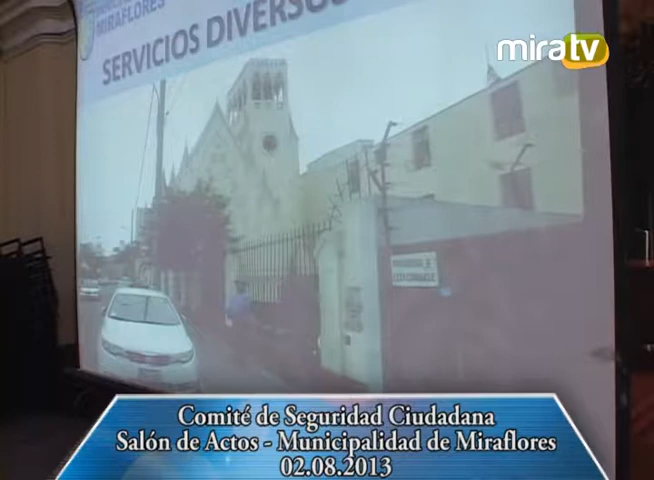 MIRAFLORES
SERVICIOS DIVERSOS
miratv
Comité de Seguridad Ciudadana
Salón de Actos - Municipalidad de Miraflores
02.08.2013